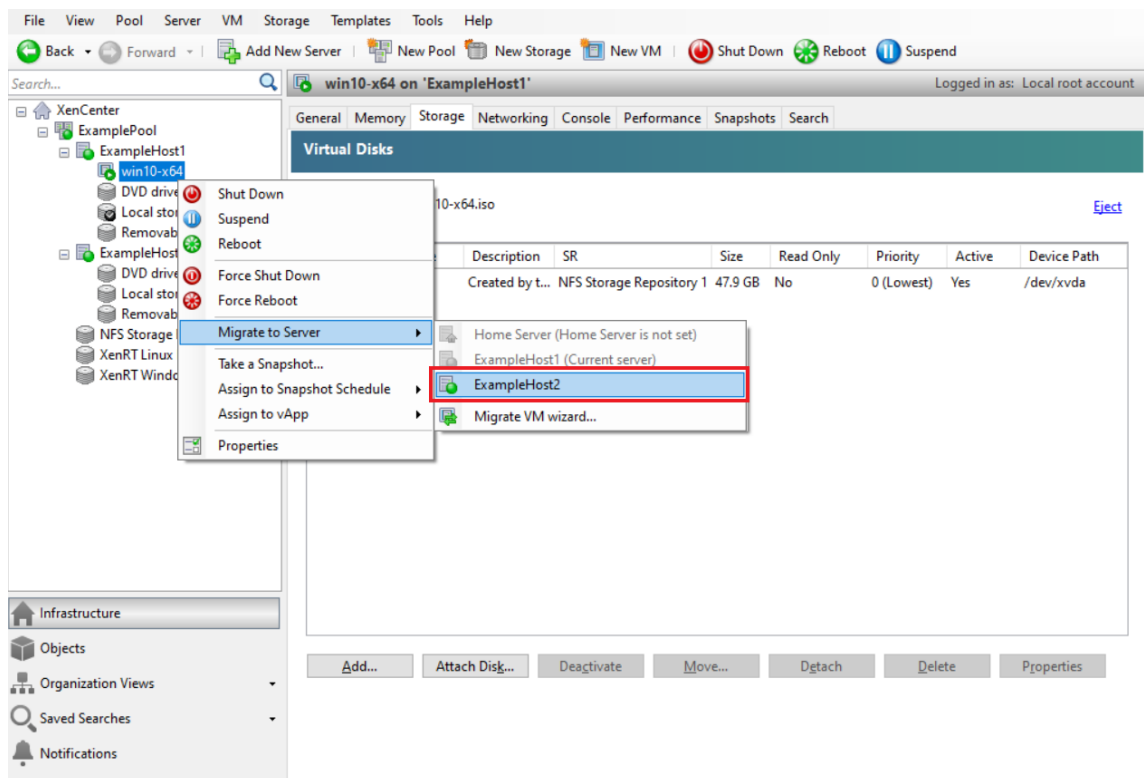 File View Pool Server VM Storage Templates Tools Help
Back Forward Add New Server New Pool New Storage New VM Shut Down Reboot Suspend
Search...
win10-x64 on 'ExampleHost1' Logged in as: Local root account
XenCenter
ExamplePool
ExampleHost1
win10-x64
DVD drive
Local stor
Removab
ExampleHost
DVD drive
Local stor
Removab
NFS Storage
XenRT Linux
XenRT Windo
General Memory Storage Networking Console Performance Snapshots Search
Virtual Disks
10-x64.iso Eject
Description SR Size Read Only Priority Active Device Path
Created by t... NFS Storage Repository 1 47.9 GB No 0 (Lowest) Yes /dev/xvda
Shut Down
Suspend
Reboot
Force Shut Down
Force Reboot
Migrate to Server
Take a Snapshot...
Assign to Snapshot Schedule
Assign to vApp
Properties
Home Server (Home Server is not set)
ExampleHost1 (Current server)
ExampleHost2
Migrate VM wizard...
Infrastructure
Objects
Organization Views
Saved Searches
Notifications
Add... Attach Disk... Deactivate Move... Detach Delete Properties